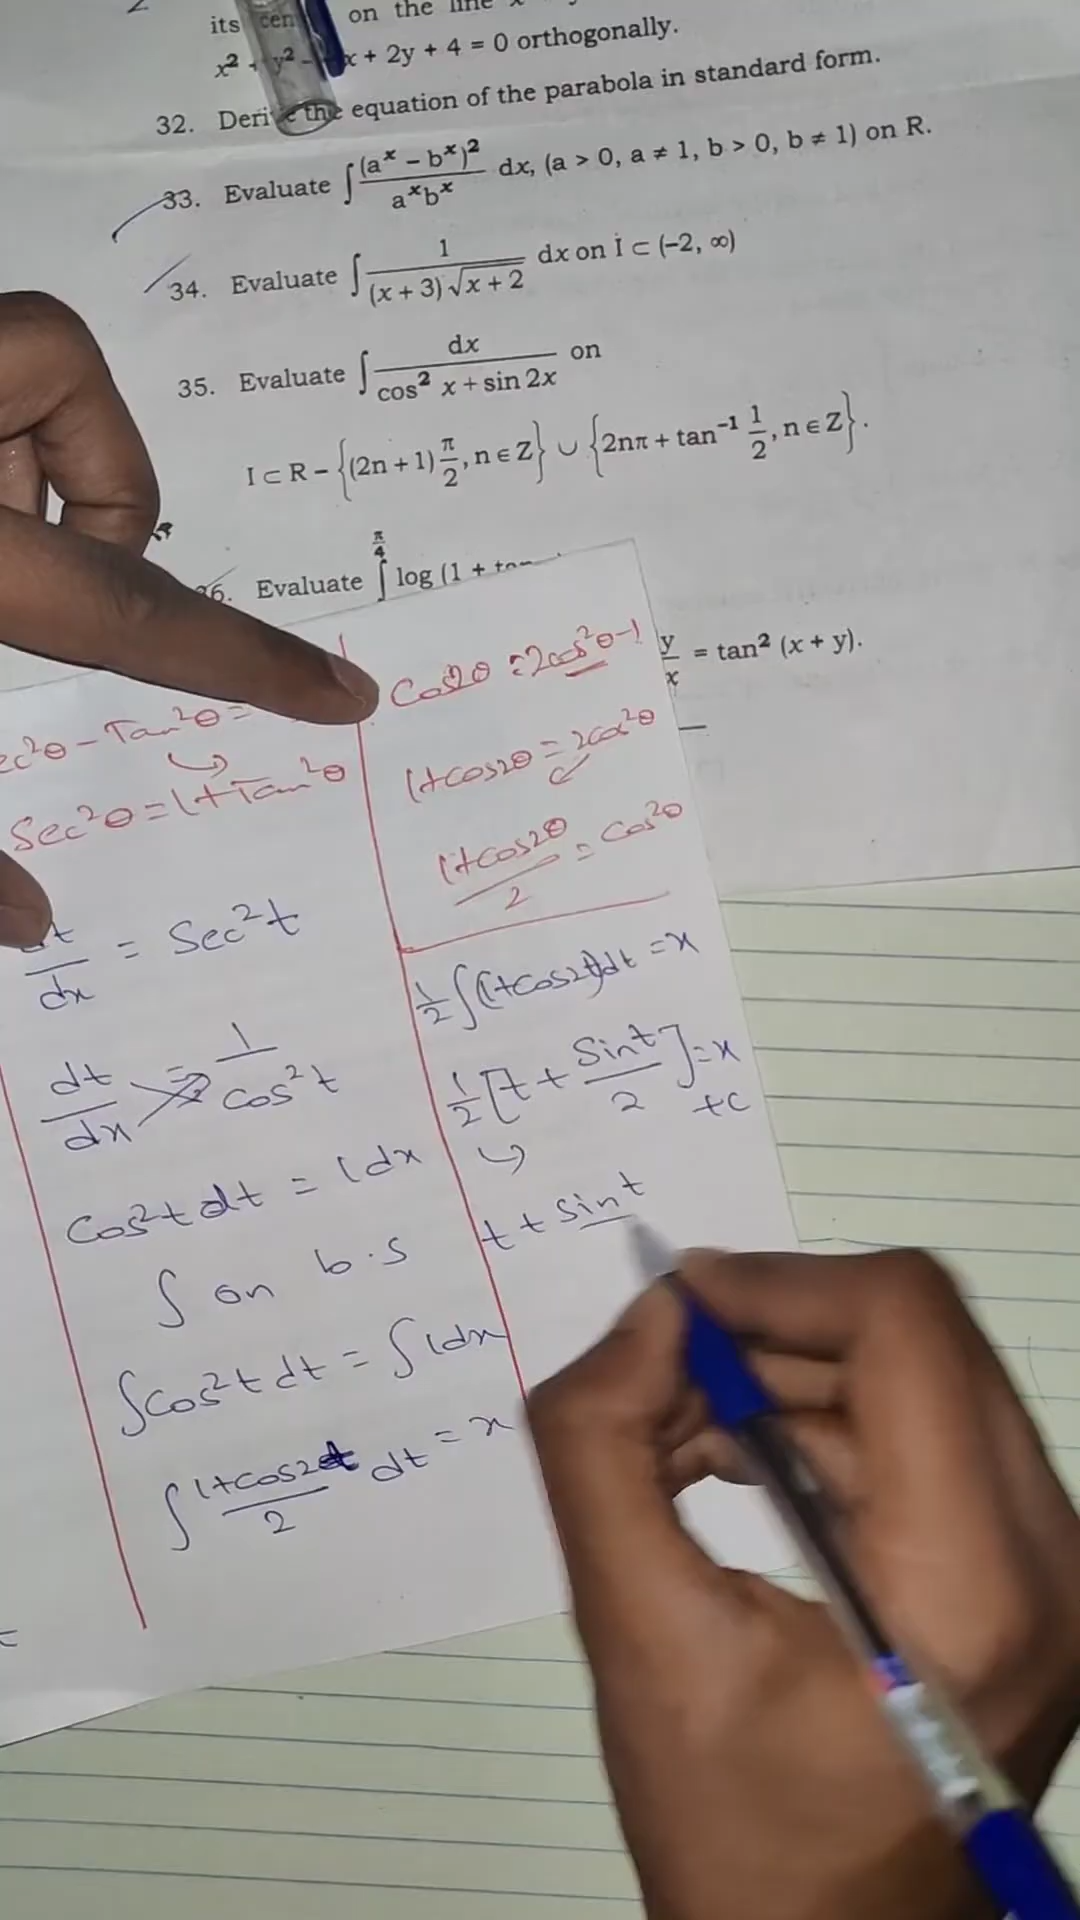 its cen on the line
x² + y² - x + 2y + 4 = 0 orthogonally.
32. Derive the equation of the parabola in standard form.
33. Evaluate ∫ (aˣ - bˣ)² / aˣbˣ dx, (a > 0, a ≠ 1, b > 0, b ≠ 1) on R.
34. Evaluate ∫ 1 / (x + 3)√(x + 2) dx on I ⊂ (-2, ∞)
35. Evaluate ∫ dx / cos² x + sin 2x on
I ⊂ R - {(2n + 1) π/2, n ∈ Z} ∪ {2nπ + tan⁻¹ 1/2, n ∈ Z}.
36. Evaluate ∫ π/4 log (1 + tan
y/x = tan² (x + y).
ec²θ - Tan²θ =
Sec²θ = 1 + Tan²θ
dt/dx = Sec²t
dt/dx = 1/Cos²t
Cos²t dt = 1dx
∫ on b.s
∫Cos²t dt = ∫1dx
∫ 1+cos2t / 2 dt = x
Cos2θ = 2cos²θ-1
1+cos2θ = 2cos²θ
1+cos2θ / 2 = cos²θ
1/2 ∫(1+cos2t)dt = x
1/2 [t + Sint / 2] = x
+c
t + Sint